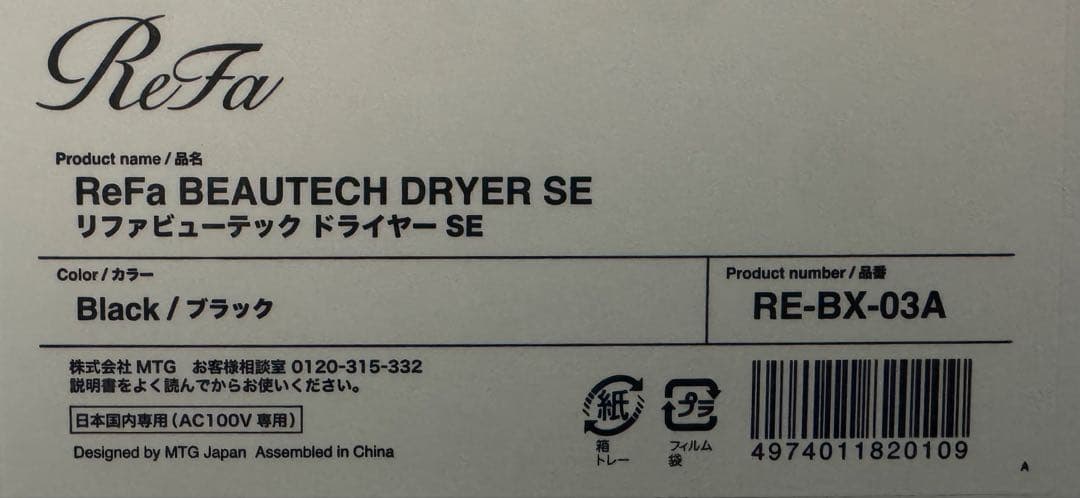 ReFa
Product name / 品名
ReFa BEAUTECH DRYER SE
リファビューテック ドライヤー SE
Color / カラー
Black / ブラック
Product number / 品番
RE-BX-03A
株式会社 MTG お客様相談室 0120-315-332
説明書をよく読んでからお使いください。
日本国内専用(AC100V 専用)
Designed by MTG Japan Assembled in China
紙
箱
トレー
プラ
フィルム
袋
4974011820109
A